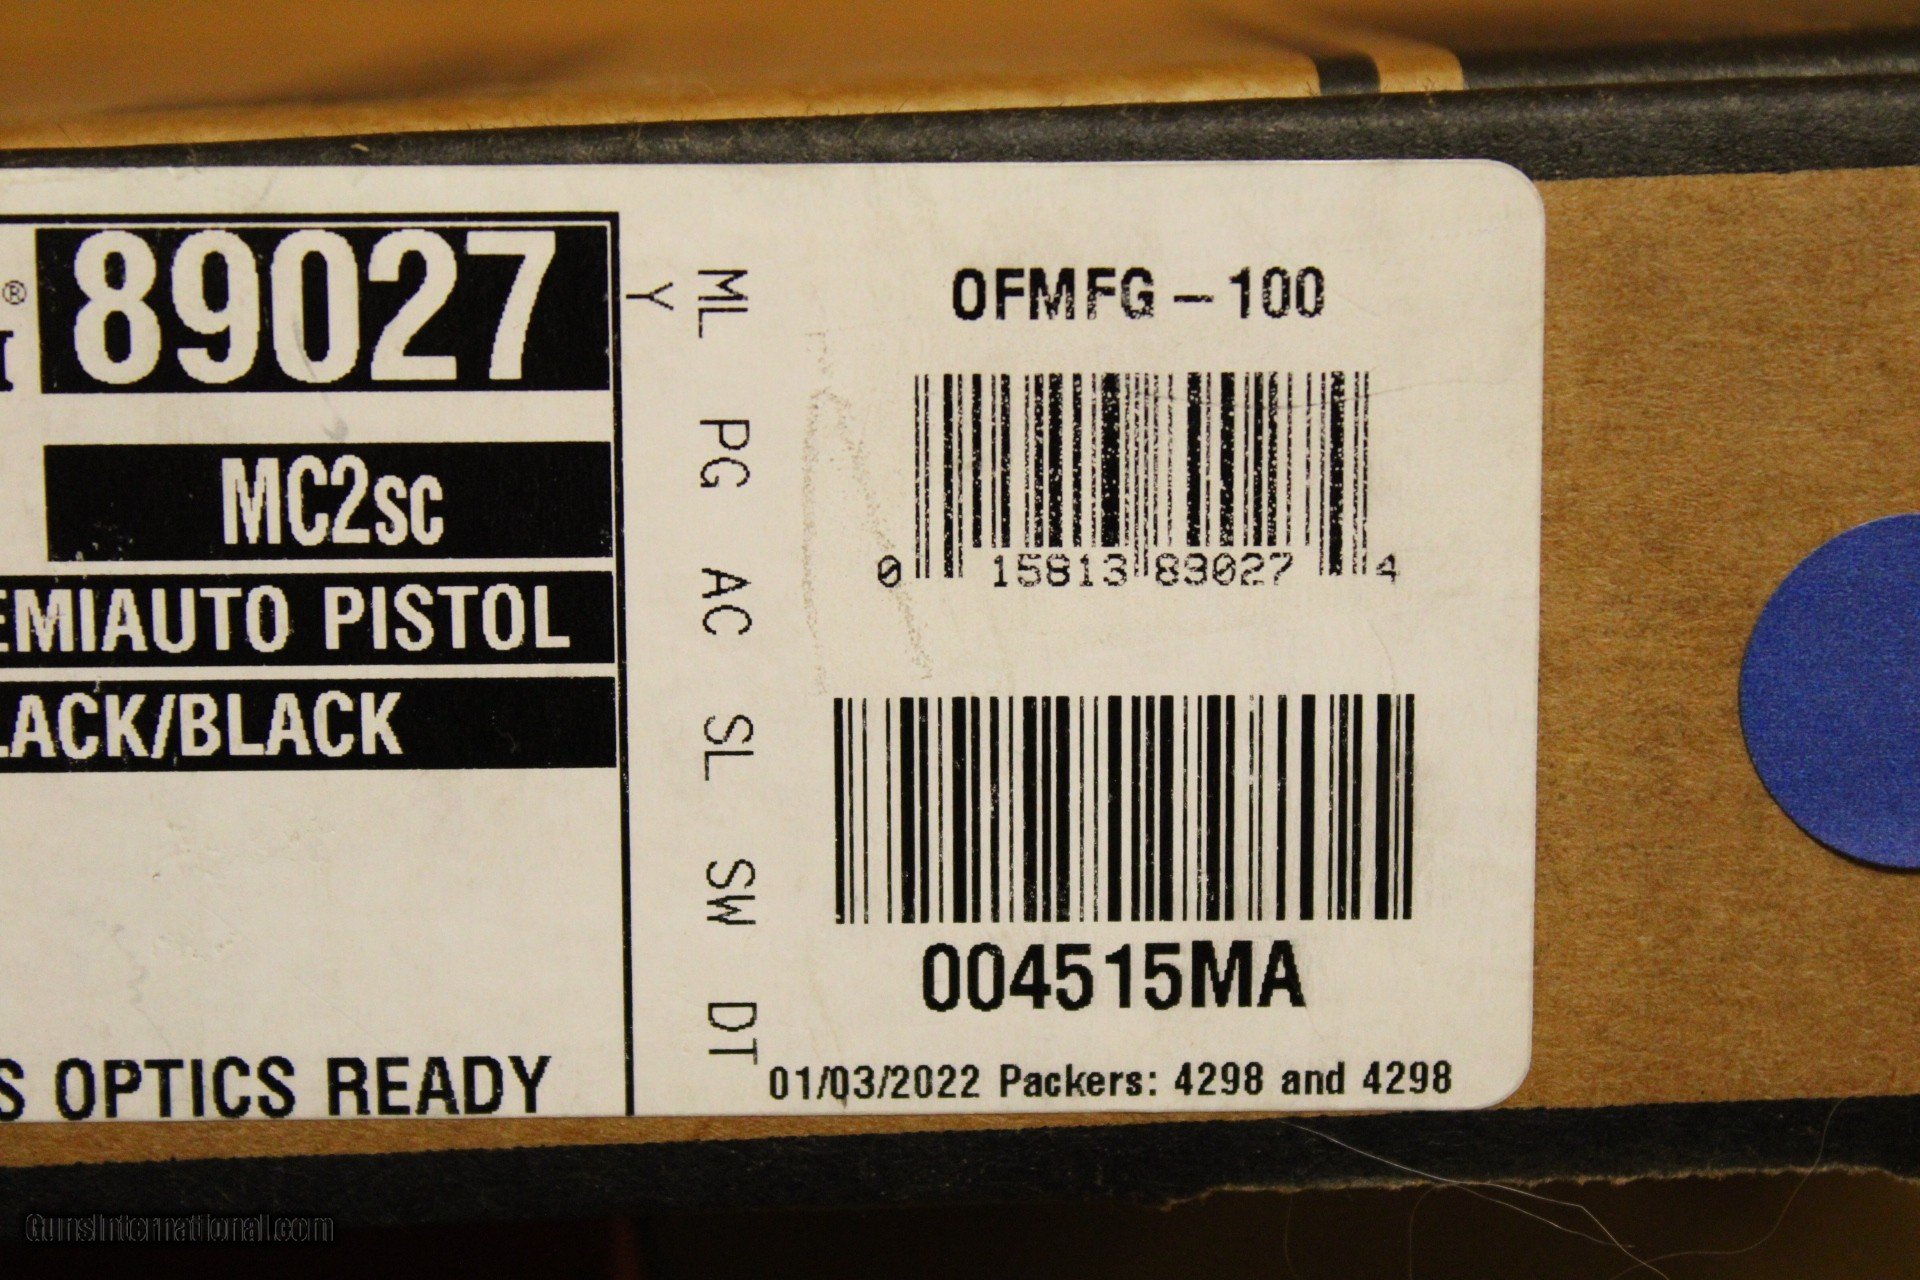 ® 89027
MC2sc
EMIAUTO PISTOL
LACK/BLACK
S OPTICS READY
Y
ML PG AC SL SW DT
OFMFG - 100
0 15813 89027 4
004515MA
01/03/2022 Packers: 4298 and 4298
GunsInternational.com